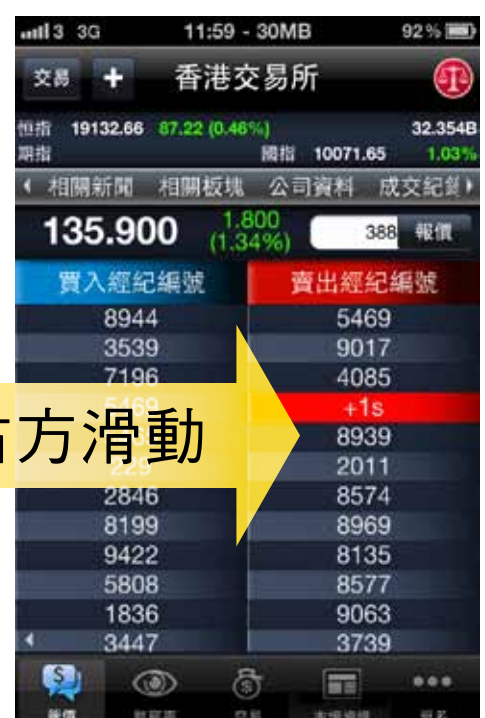 3 3G 11:59 - 30MB 92%
交易 + 香港交易所
恒指 19132.66 87.22 (0.46%) 32.354B
期指 國指 10071.65 1.03%
相關新聞 相關板塊 公司資料 成交紀錄
135.900 1.800 (1.34%) 388 報價
買入經紀編號 賣出經紀編號
8944 5469
3539 9017
7196 4085
+1s
方滑動 8939
229 2011
2846 8574
8199 8969
9422 8135
5808 8577
1836 9063
3447 3739